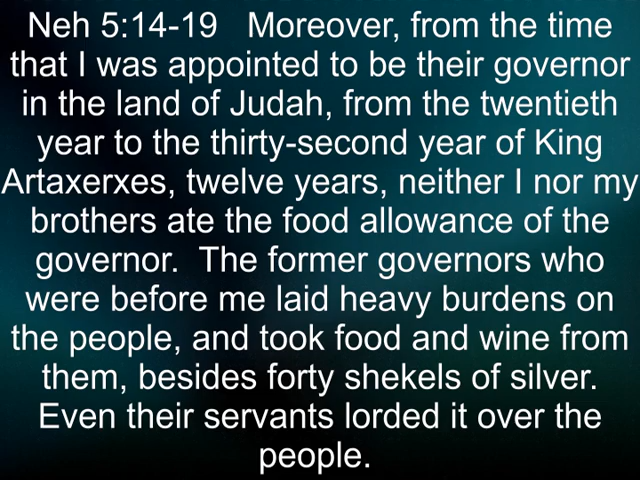 Neh 5:14-19   Moreover, from the time
that I was appointed to be their governor
in the land of Judah, from the twentieth
year to the thirty-second year of King
Artaxerxes, twelve years, neither I nor my
brothers ate the food allowance of the
governor.  The former governors who
were before me laid heavy burdens on
the people, and took food and wine from
them, besides forty shekels of silver.
Even their servants lorded it over the
people.